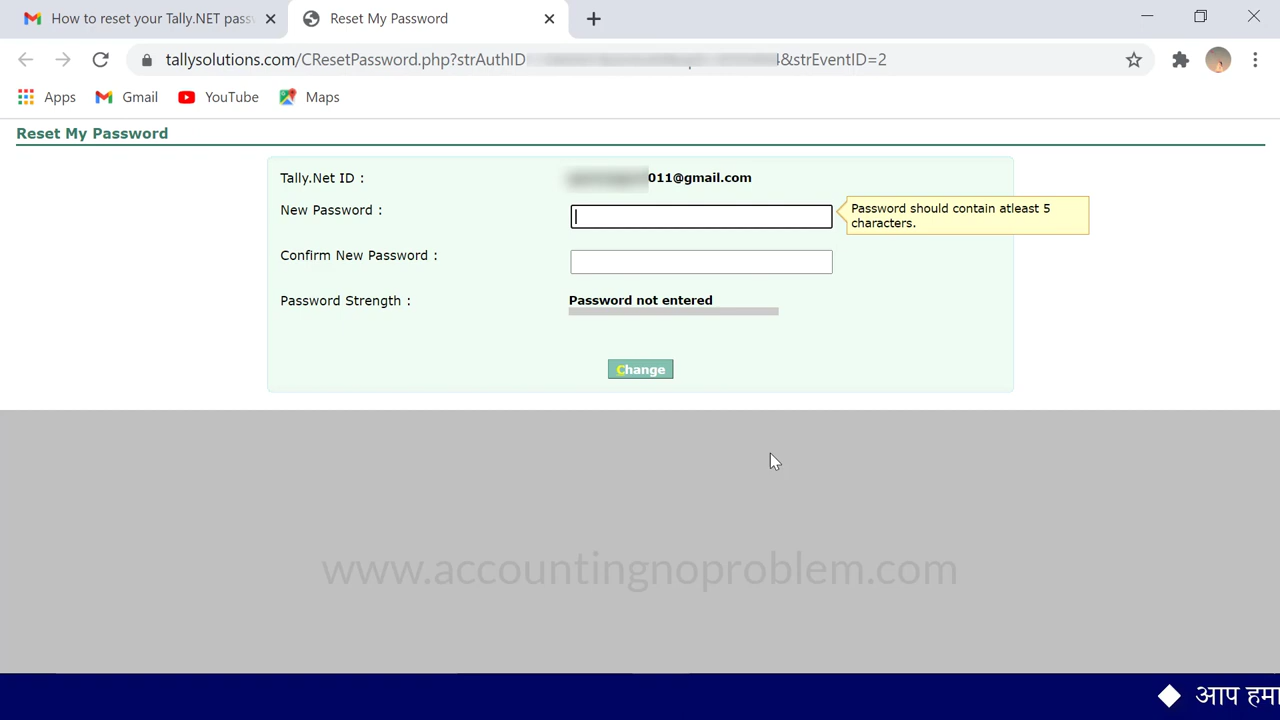 How to reset your Tally.NET pass
Reset My Password
tallysolutions.com/CResetPassword.php?strAuthID
&strEventID=2
Apps
Gmail
YouTube
Maps
Reset My Password
Tally.Net ID :
011@gmail.com
New Password :
Password should contain atleast 5
characters.
Confirm New Password :
Password Strength :
Password not entered
Change
www.accountingnoproblem.com
◆ आप हमा